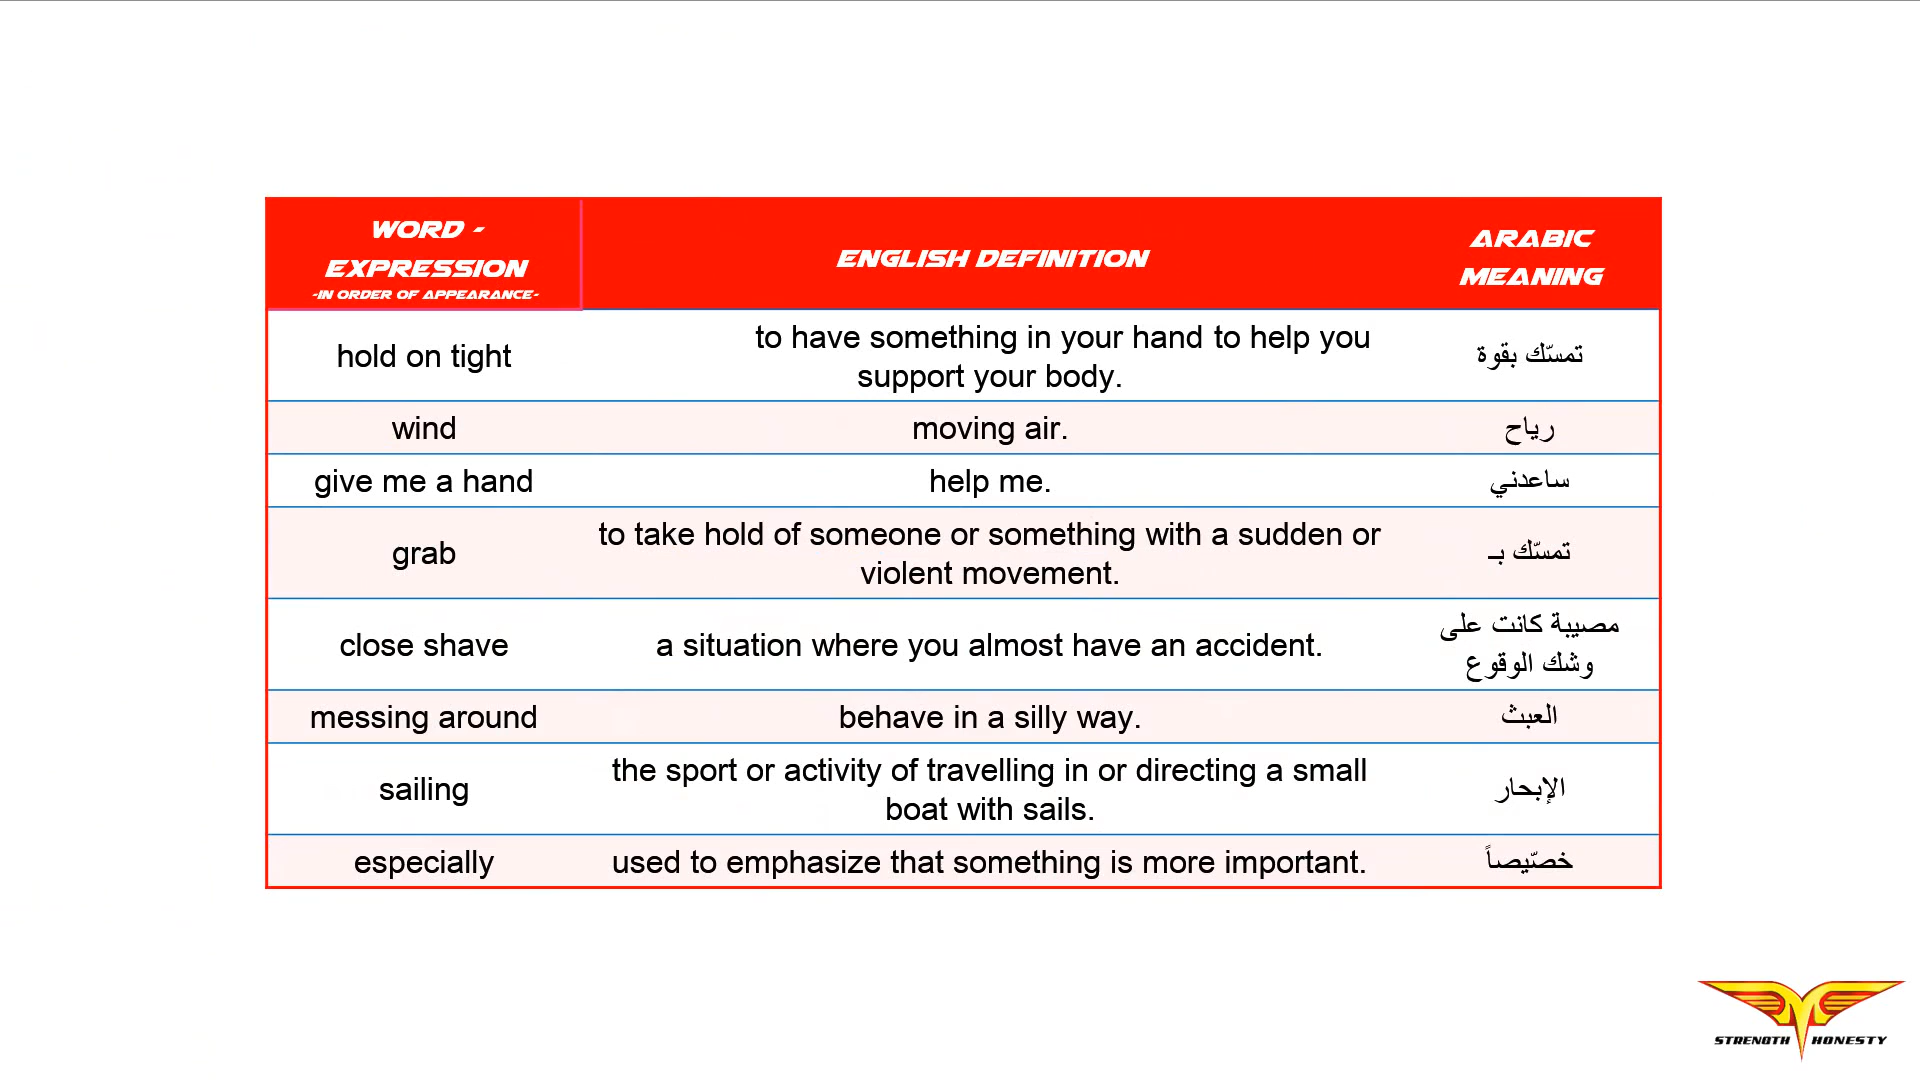 WORD -
EXPRESSION
-IN ORDER OF APPEARANCE-
ENGLISH DEFINITION
ARABIC
MEANING
hold on tight
to have something in your hand to help you
support your body.
تمسّك بقوة
wind
moving air.
رياح
give me a hand
help me.
ساعدني
grab
to take hold of someone or something with a sudden or
violent movement.
تمسّك بـ
close shave
a situation where you almost have an accident.
مصيبة كانت على
وشك الوقوع
messing around
behave in a silly way.
العبث
sailing
the sport or activity of travelling in or directing a small
boat with sails.
الإبحار
especially
used to emphasize that something is more important.
خصّيصاً
STRENGTH HONESTY